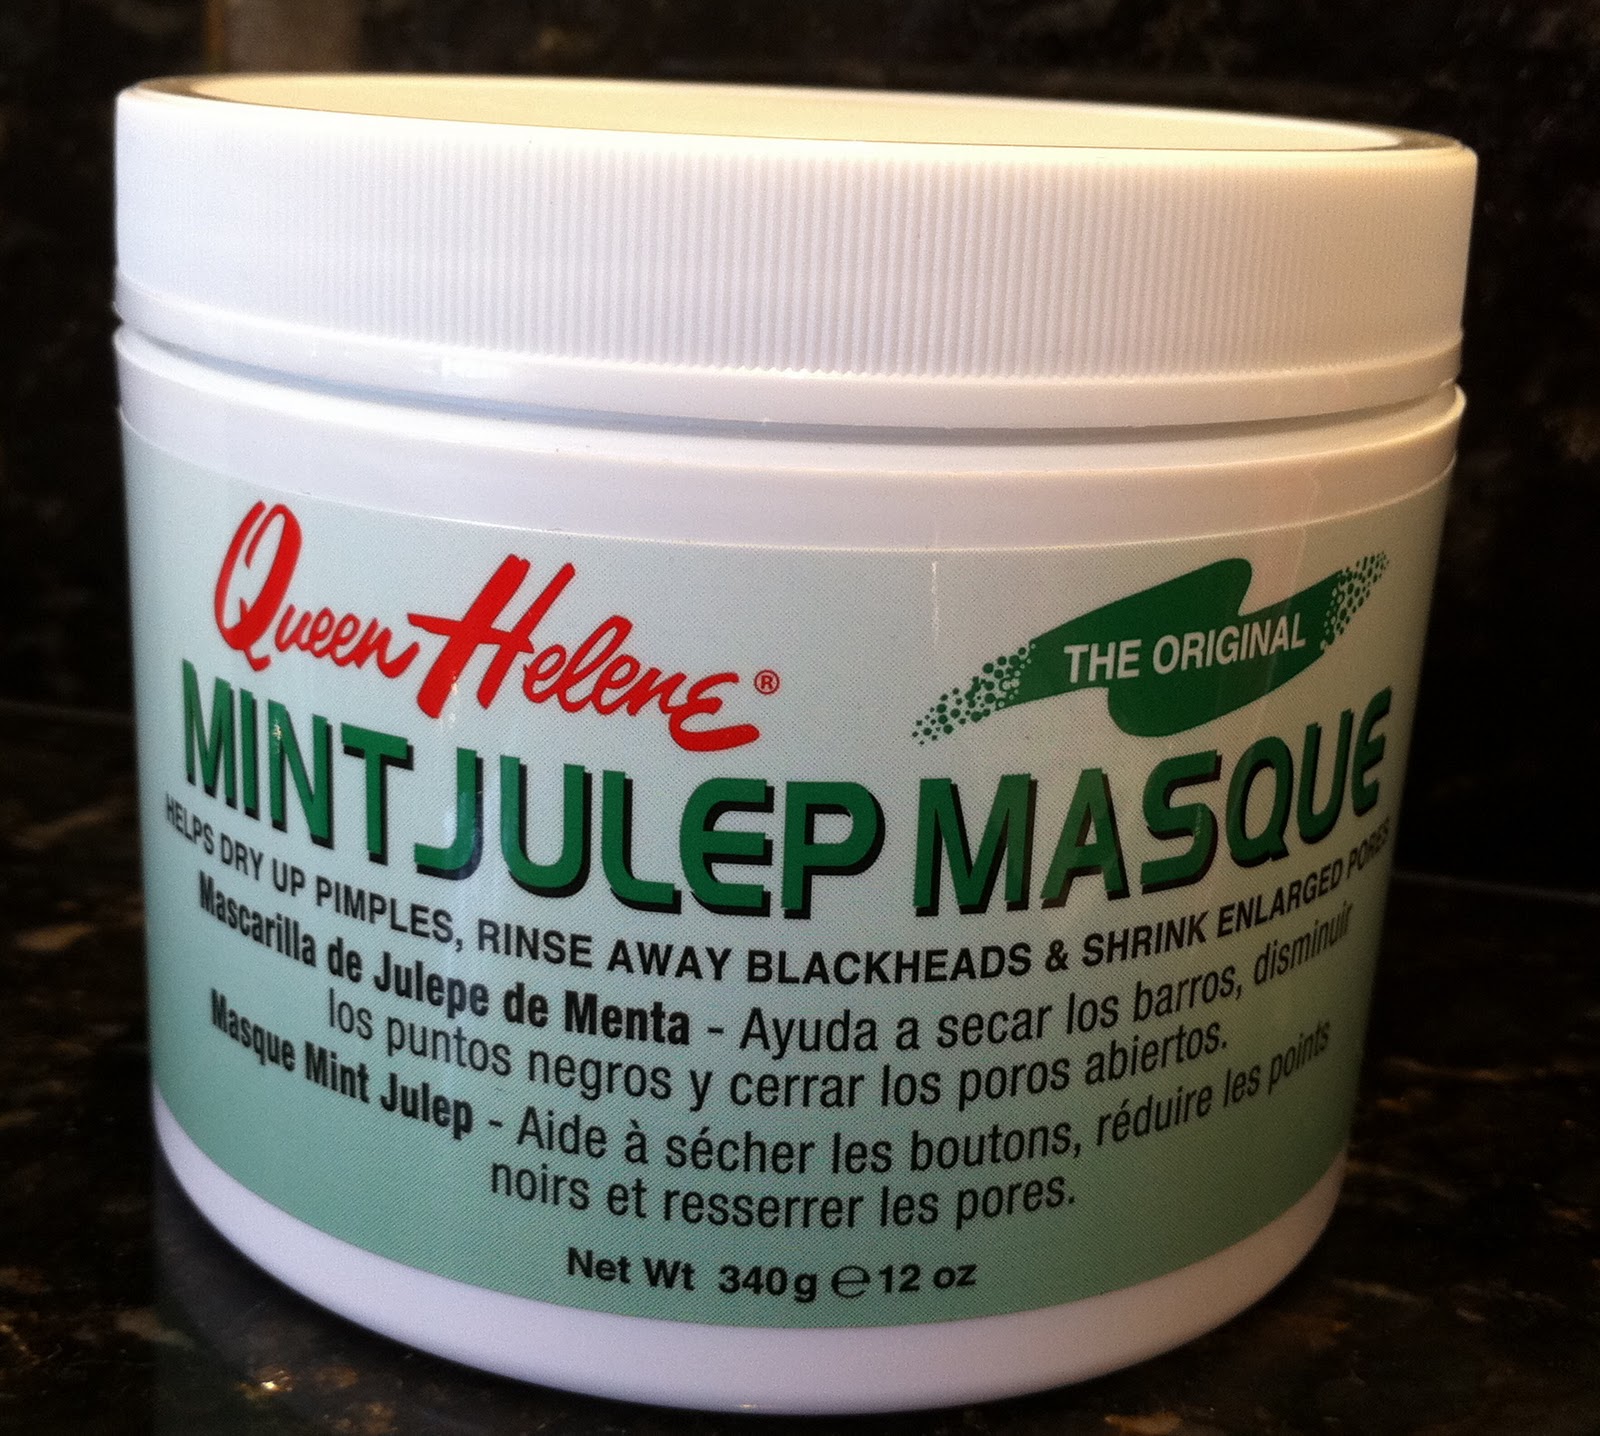 Queen Helene®
THE ORIGINAL
MINT JULEP MASQUE
HELPS DRY UP PIMPLES, RINSE AWAY BLACKHEADS & SHRINK ENLARGED PORES
Mascarilla de Julepe de Menta - Ayuda a secar los barros, disminuir
los puntos negros y cerrar los poros abiertos.
Masque Mint Julep - Aide à sécher les boutons, réduire les points
noirs et resserrer les pores.
Net Wt 340g ℮ 12 oz